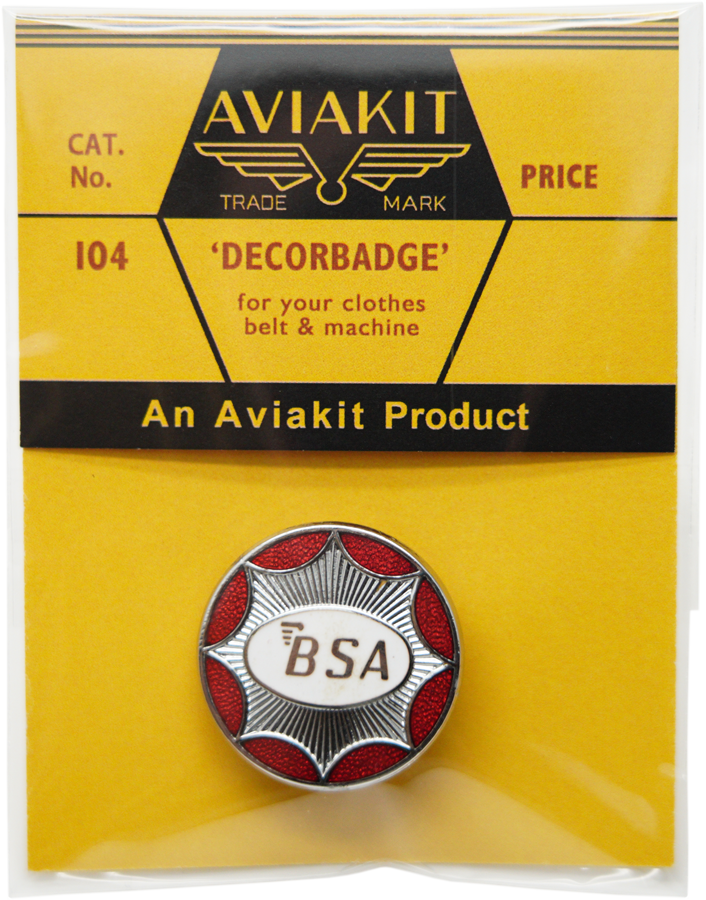 AVIAKIT
TRADE MARK
CAT.
No.
PRICE
104
'DECORBADGE'
for your clothes
belt & machine
An Aviakit Product
BSA